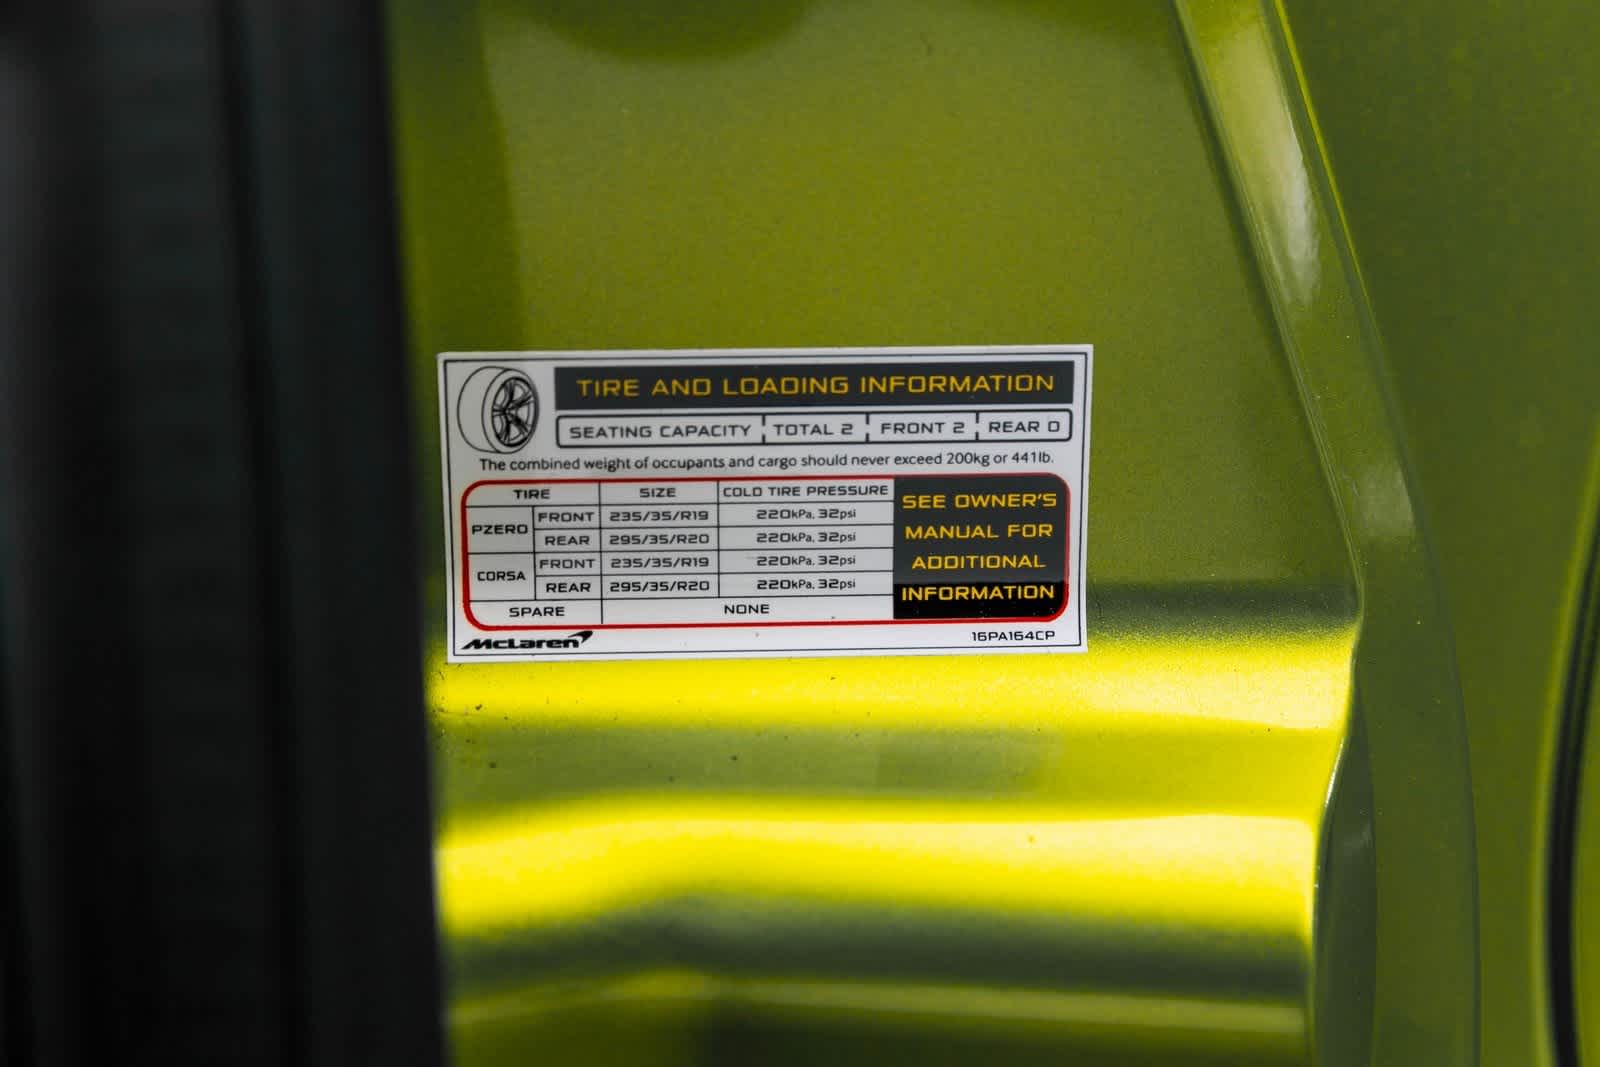 TIRE AND LOADING INFORMATION
SEATING CAPACITY TOTAL 2 FRONT 2 REAR 0
The combined weight of occupants and cargo should never exceed 200kg or 441lb.
TIRE SIZE COLD TIRE PRESSURE
PZERO FRONT 235/35/R19 220kPa, 32psi
REAR 295/35/R20 220kPa, 32psi
CORSA FRONT 235/35/R19 220kPa, 32psi
REAR 295/35/R20 220kPa, 32psi
SPARE NONE
SEE OWNER'S
MANUAL FOR
ADDITIONAL
INFORMATION
McLaren 16PA164CP